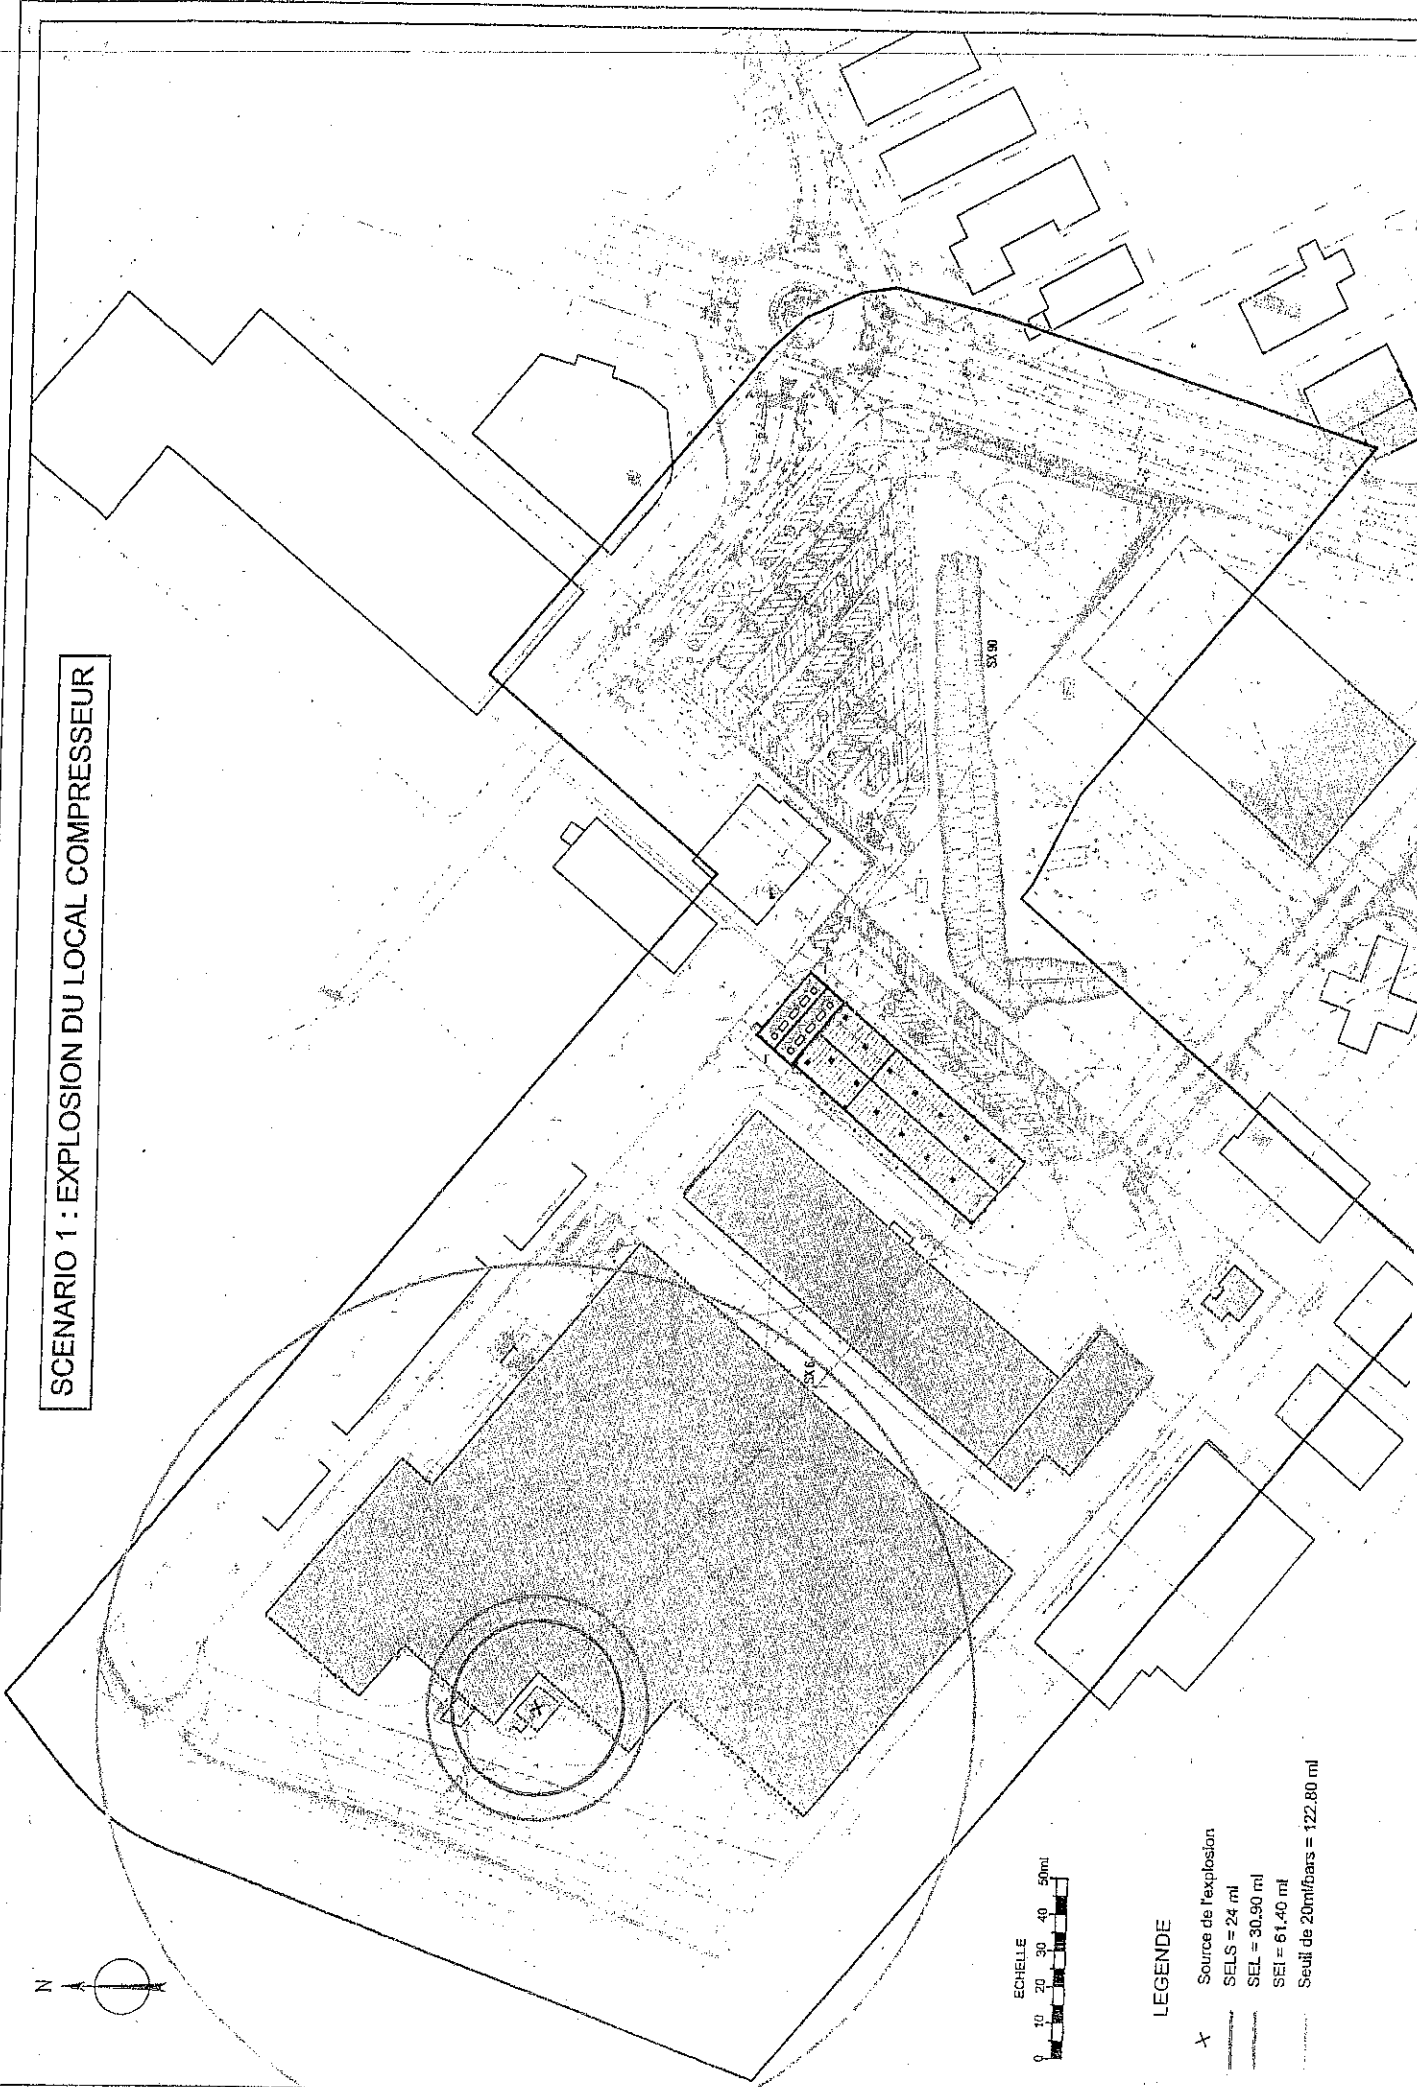 SCENARIO 1 : EXPLOSION DU LOCAL COMPRESSEUR
N
SX 90
SX 6
ECHELLE
0 10 20 30 40 50ml
LEGENDE
X Source de l'explosion
SELS = 24 ml
SEL = 30.90 ml
SEI = 61.40 ml
Seuil de 20ml/bars = 122.80 ml